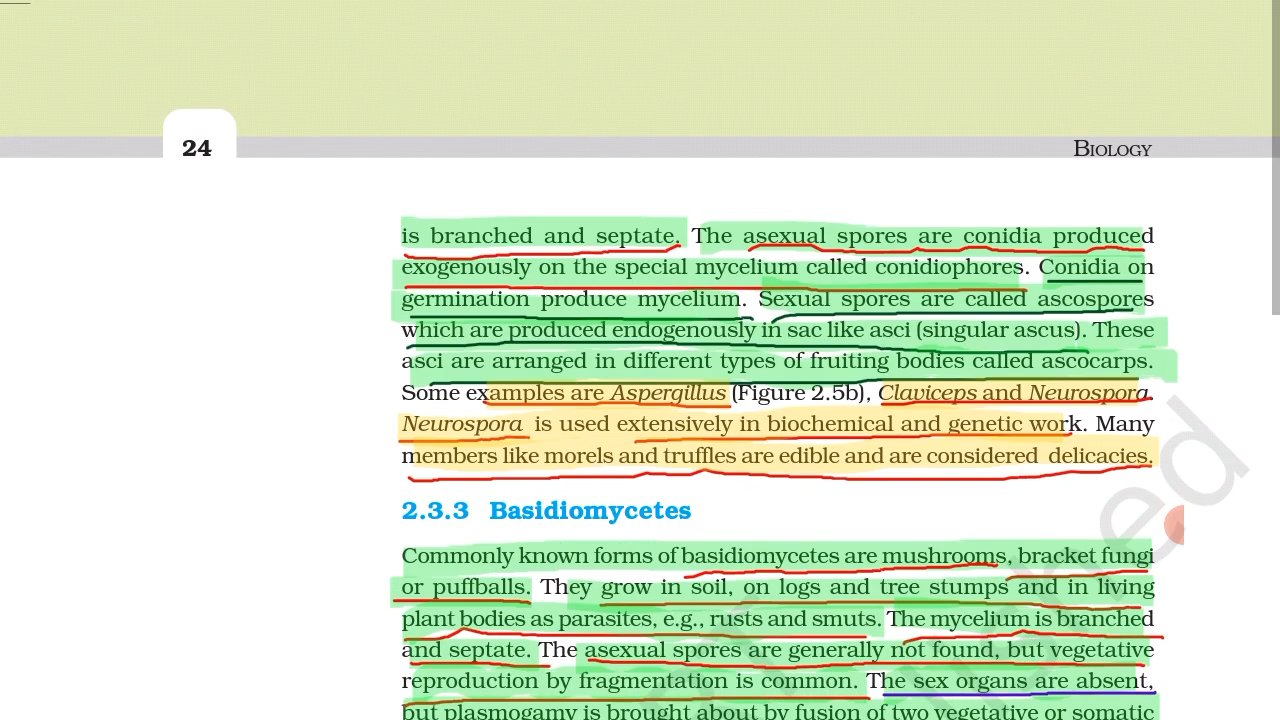 24
BIOLOGY
is branched and septate. The asexual spores are conidia produced
exogenously on the special mycelium called conidiophores. Conidia on
germination produce mycelium. Sexual spores are called ascospores
which are produced endogenously in sac like asci (singular ascus). These
asci are arranged in different types of fruiting bodies called ascocarps.
Some examples are Aspergillus (Figure 2.5b), Claviceps and Neurospora.
Neurospora is used extensively in biochemical and genetic work. Many
members like morels and truffles are edible and are considered delicacies.
2.3.3 Basidiomycetes
Commonly known forms of basidiomycetes are mushrooms, bracket fungi
or puffballs. They grow in soil, on logs and tree stumps and in living
plant bodies as parasites, e.g., rusts and smuts. The mycelium is branched
and septate. The asexual spores are generally not found, but vegetative
reproduction by fragmentation is common. The sex organs are absent,
but plasmogamy is brought about by fusion of two vegetative or somatic